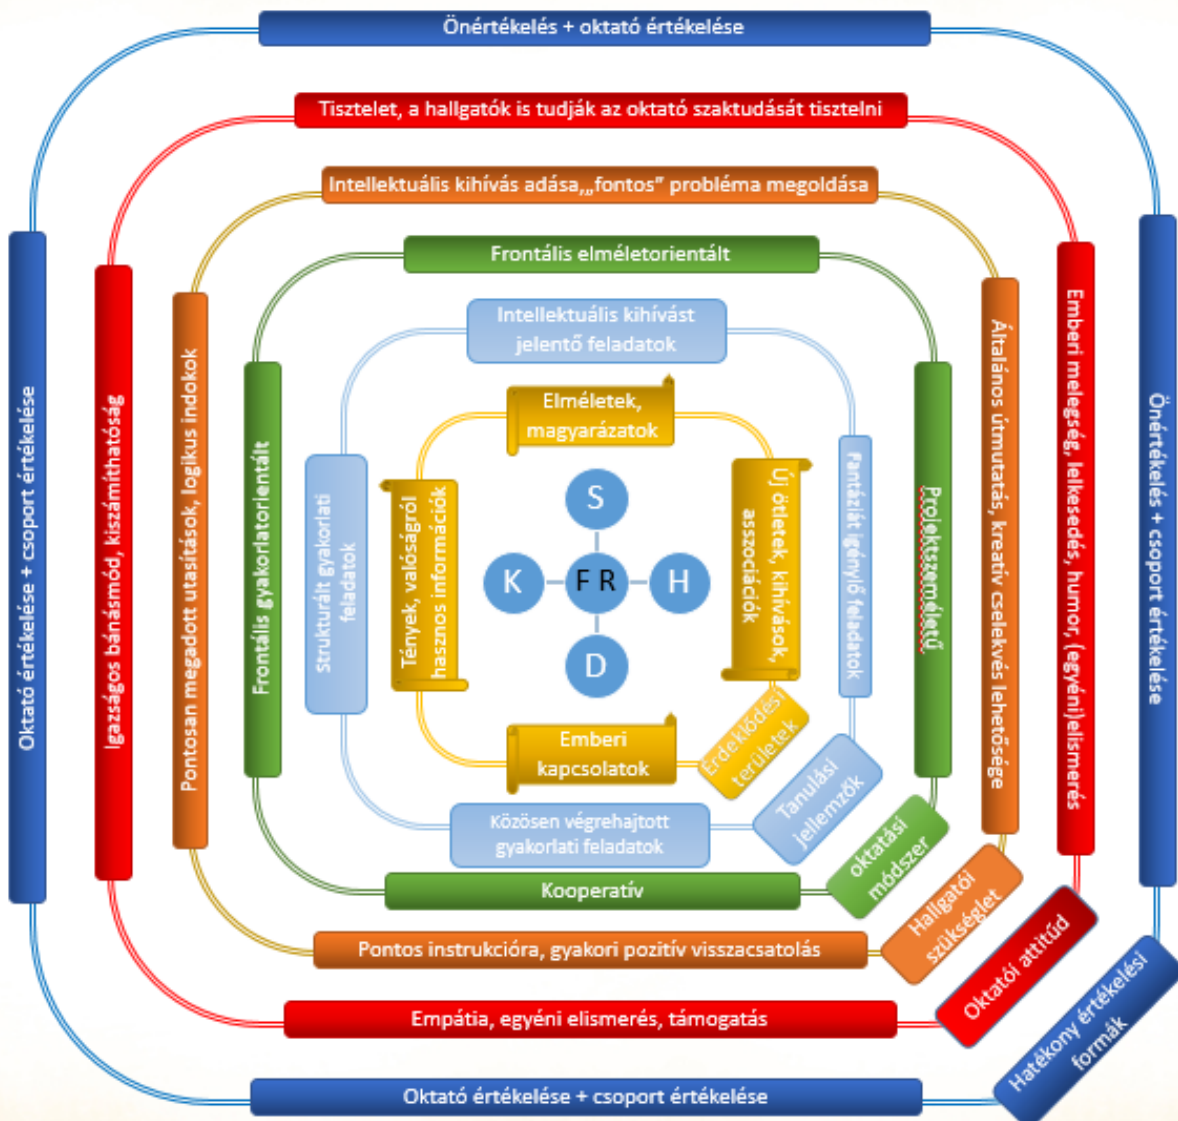 Önértékelés + oktató értékelése
Tisztelet, a hallgatók is tudják az oktató szaktudását tisztelni
Intellektuális kihívás adása,„fontos” probléma megoldása
Frontális elméletorientált
Intellektuális kihívást
jelentő feladatok
Elméletek,
magyarázatok
Oktató értékelése + csoport értékelése
Igazságos bánásmód, kiszámíthatóság
Pontosan megadott utasítások, logikus indokok
Frontális gyakorlatorientált
Strukturált gyakorlati
feladatok
Tények, valóságról
hasznos információk
S
K
F R
H
D
Új ötletek, kihívások,
asszociációk
Fantáziát igénylő feladatok
Projektszeméletű
Általános útmutatás, kreatív cselekvés lehetősége
Emberi melegség, lelkesedés, humor, (egyéni)elismerés
Önértékelés + csoport értékelése
Emberi
kapcsolatok
Érdeklődési
területek
Közösen végrehajtott
gyakorlati feladatok
Tanulási
jellemzők
Kooperatív
oktatási
módszer
Pontos instrukcióra, gyakori pozitív visszacsatolás
Hallgatói
szükséglet
Empátia, egyéni elismerés, támogatás
Oktatói attitűd
Oktató értékelése + csoport értékelése
Hatékony értékelési
formák